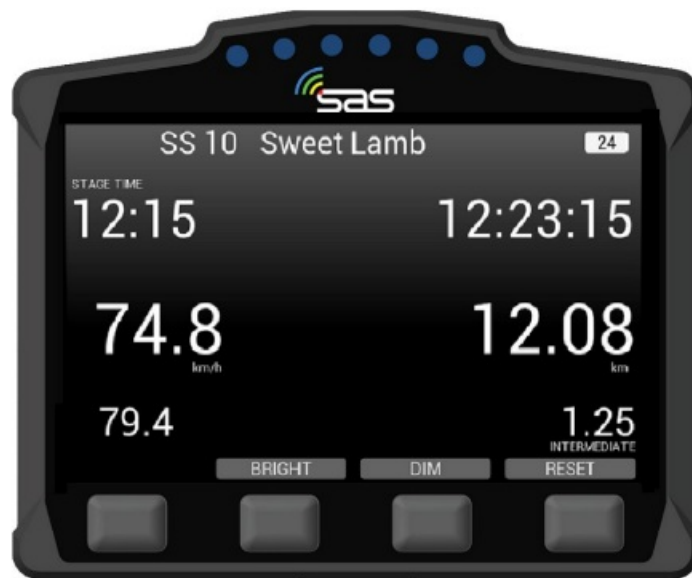 sas
SS 10 Sweet Lamb 24
STAGE TIME
12:15 12:23:15
74.8 12.08
km/h km
79.4 1.25
INTERMEDIATE
BRIGHT DIM RESET